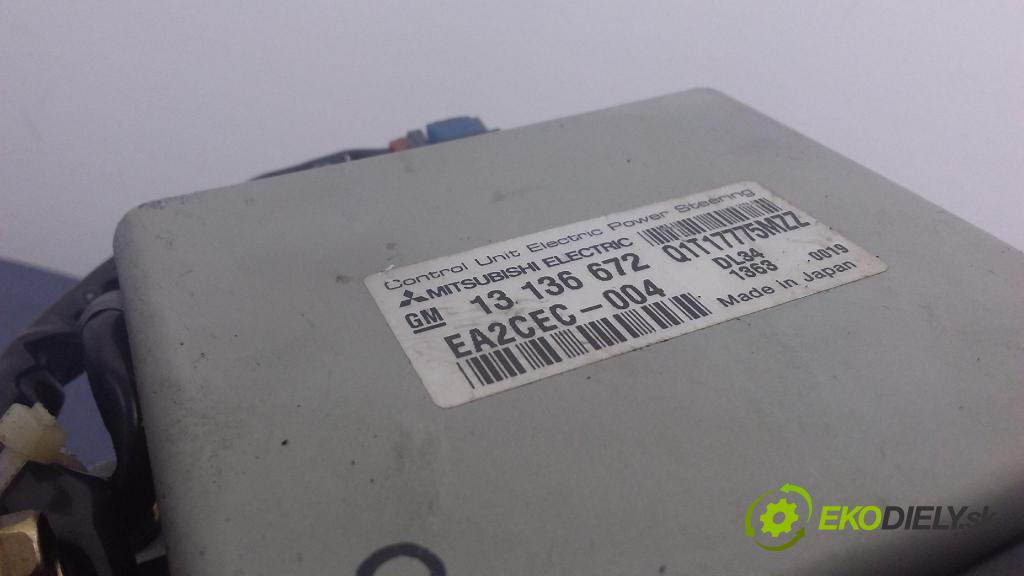 Control Unit Electric Power Steering
MITSUBISHI ELECTRIC
GM 13 136 672 Q1T17775MZZ
EA2CEC-004 DL34
1363 0019
Made in Japan
EKODIELY.sk